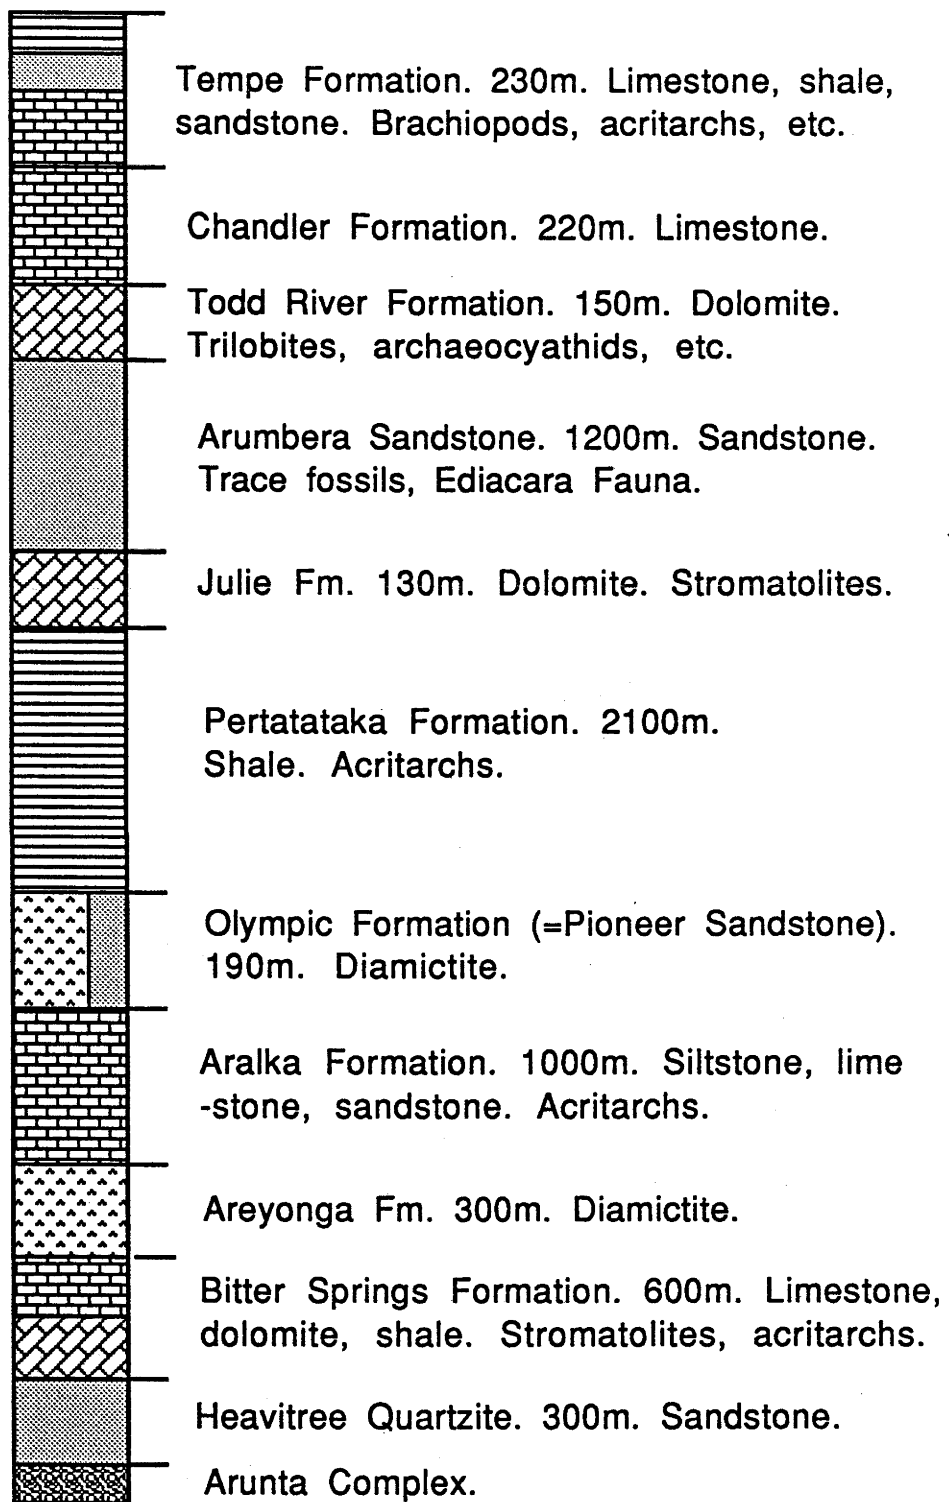 Tempe Formation. 230m. Limestone, shale,
sandstone. Brachiopods, acritarchs, etc.
Chandler Formation. 220m. Limestone.
Todd River Formation. 150m. Dolomite.
Trilobites, archaeocyathids, etc.
Arumbera Sandstone. 1200m. Sandstone.
Trace fossils, Ediacara Fauna.
Julie Fm. 130m. Dolomite. Stromatolites.
Pertatataka Formation. 2100m.
Shale. Acritarchs.
Olympic Formation (=Pioneer Sandstone).
190m. Diamictite.
Aralka Formation. 1000m. Siltstone, lime
-stone, sandstone. Acritarchs.
Areyonga Fm. 300m. Diamictite.
Bitter Springs Formation. 600m. Limestone,
dolomite, shale. Stromatolites, acritarchs.
Heavitree Quartzite. 300m. Sandstone.
Arunta Complex.